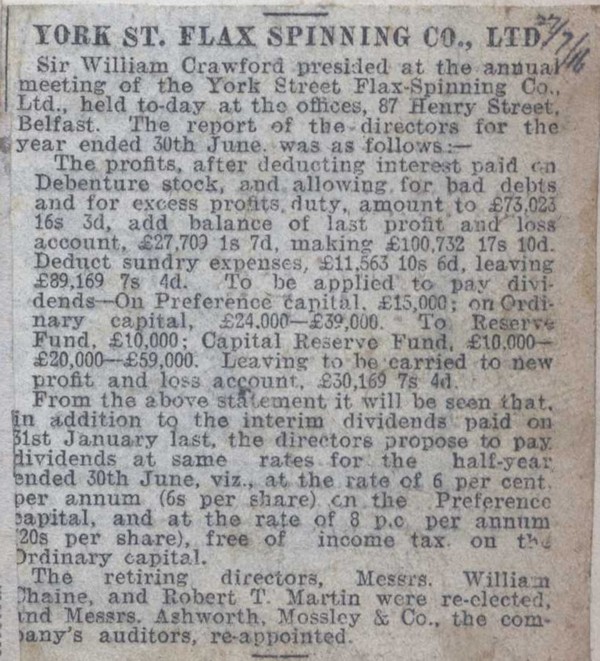 27/7/16
YORK ST. FLAX SPINNING CO., LTD.
Sir William Crawford presided at the annual
meeting of the York Street Flax-Spinning Co.,
Ltd., held to-day at the offices, 87 Henry Street,
Belfast. The report of the directors for the
year ended 30th June. was as follows:—
The profits, after deducting interest paid on
Debenture stock, and allowing for bad debts
and for excess profits duty, amount to £73,023
16s 3d, add balance of last profit and loss
account, £27,709 1s 7d, making £100,732 17s 10d.
Deduct sundry expenses, £11,563 10s 6d, leaving
£89,169 7s 4d. To be applied to pay divi-
dends—On Preference capital, £15,000; on Ordi-
nary capital, £24.000—£39,000. To Reserve
Fund, £10,000; Capital Reserve Fund, £10,000—
£20,000—£59,000. Leaving to be carried to new
profit and loss account, £30,169 7s 4d.
From the above statement it will be seen that,
in addition to the interim dividends paid on
31st January last, the directors propose to pay
dividends at same rates for the half-year
ended 30th June, viz., at the rate of 6 per cent.
per annum (6s per share) on the Preference
capital, and at the rate of 8 p.c. per annum
20s per share), free of income tax. on the
Ordinary capital.
The retiring directors, Messrs. William
Chaine, and Robert T. Martin were re-elected,
and Messrs. Ashworth, Mossley & Co., the com-
pany's auditors, re-appointed.